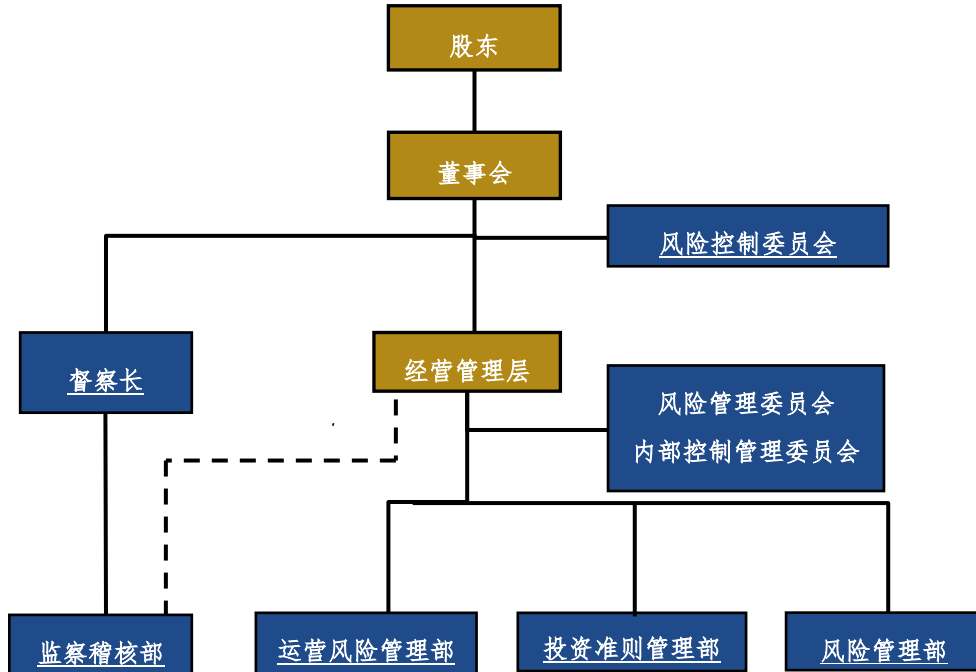 股东
董事会
风险控制委员会
督察长
经营管理层
风险管理委员会
内部控制管理委员会
监察稽核部
运营风险管理部
投资准则管理部
风险管理部